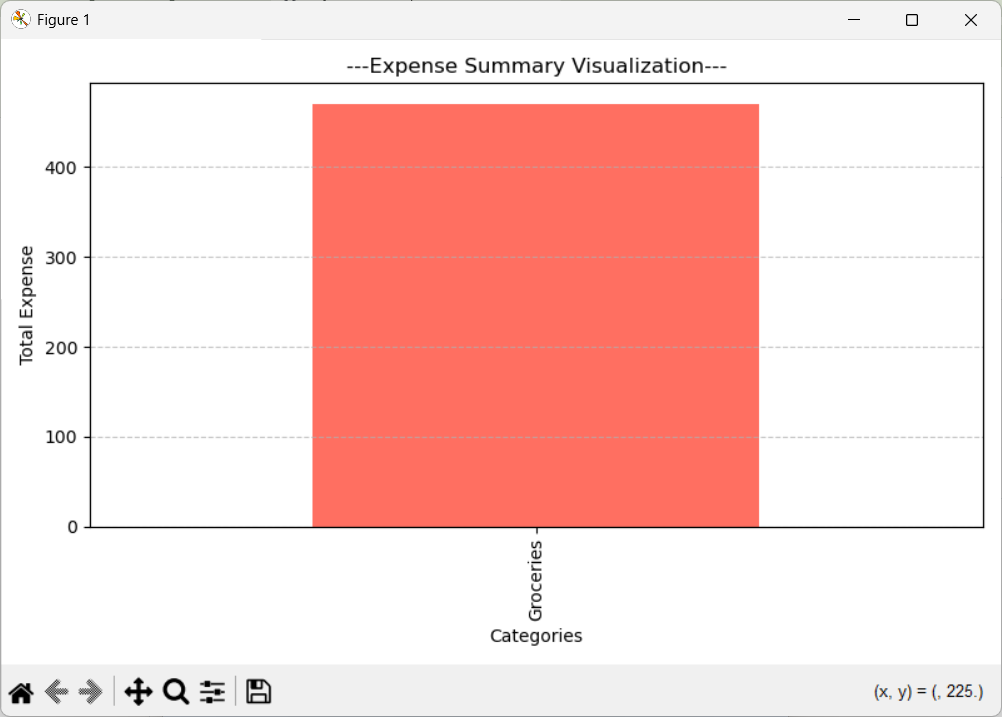 Figure 1
---Expense Summary Visualization---
Total Expense
400
300
200
100
0
Groceries
Categories
(x, y) = (, 225.)